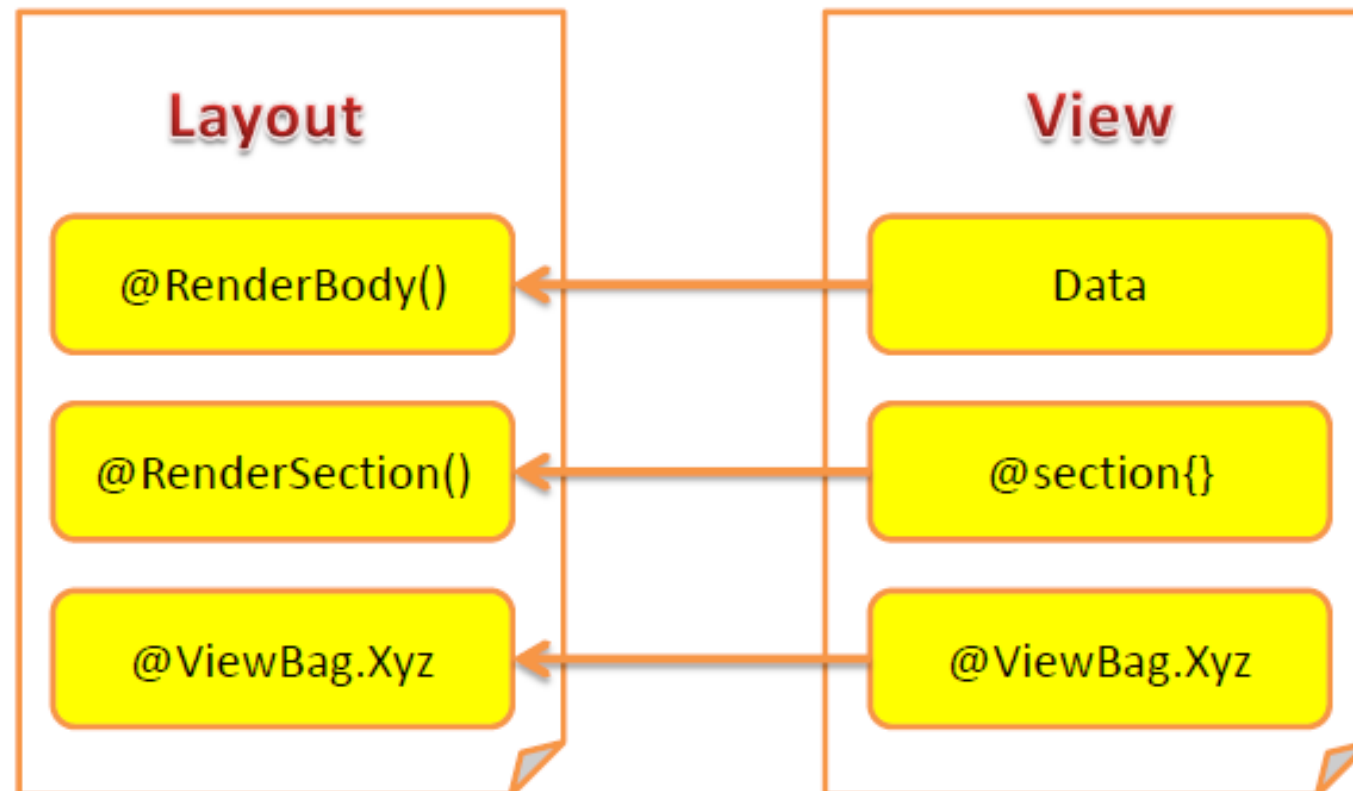 Layout
@RenderBody()
@RenderSection()
@ViewBag.Xyz
View
Data
@section{}
@ViewBag.Xyz